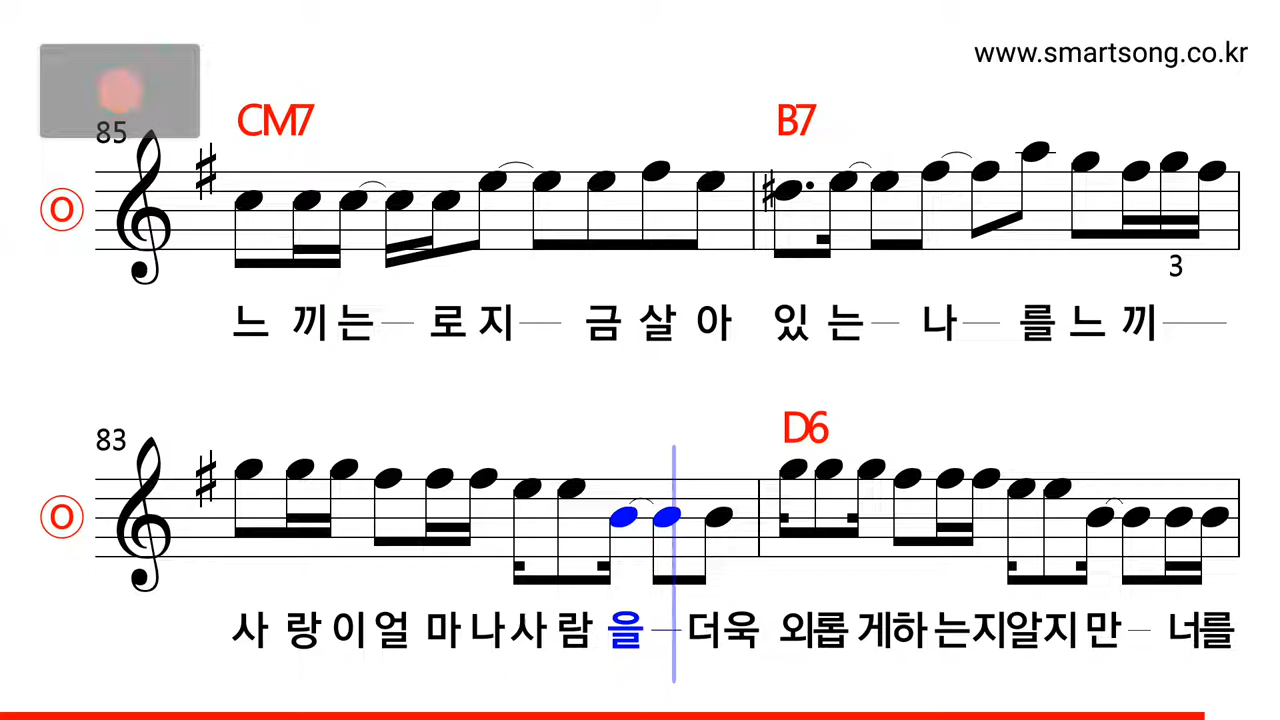 www.smartsong.co.kr
CM7 B7
85
O
3
느 끼 는 로 지 금 살 아 있 는 나 를 느 끼
D6
83
O
사 랑 이 얼 마 나 사 람 을 더 욱 외롭 게하 는지알지 만 너를